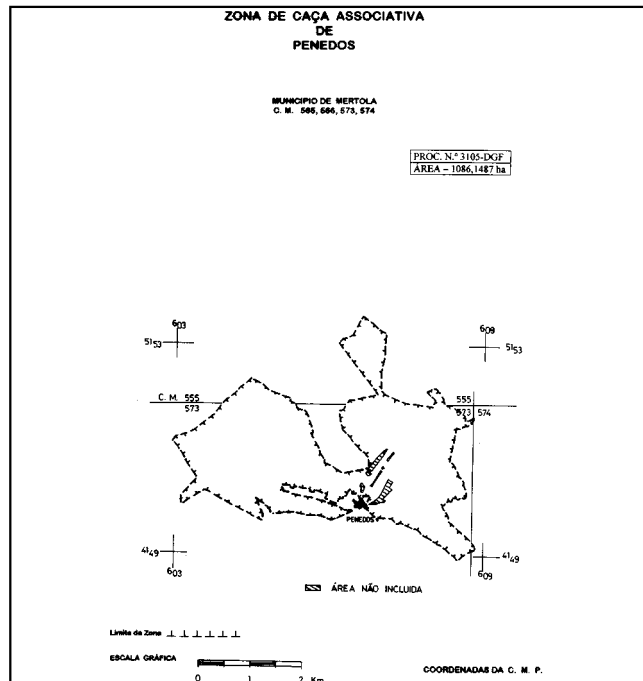 ZONA DE CAÇA ASSOCIATIVA
DE
PENEDOS
MUNICIPIO DE MERTOLA
C. M. 565, 566, 573, 574
PROC. N.º 3105-DGF
ÁREA – 1086,1487 ha
603
609
5153
5153
C. M. 555
573
555
573 574
PENEDOS
4149
4149
603
609
ÁREA NÃO INCLUIDA
Limite da Zona
ESCALA GRÁFICA
0 1 2 Km
COORDENADAS DA C. M. P.